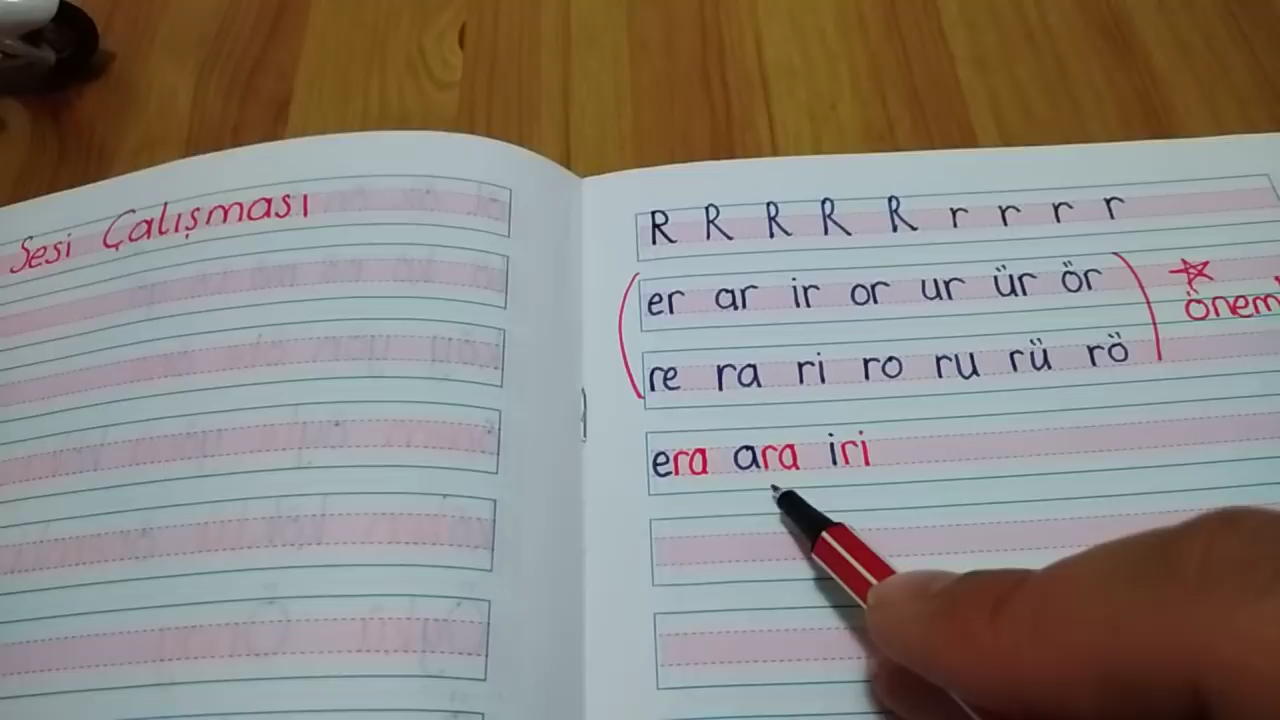 Sesi Çalışması
R R R R R r r r r
er ar ir or ur ür ör
re ra ri ro ru rü rö
era ara iri